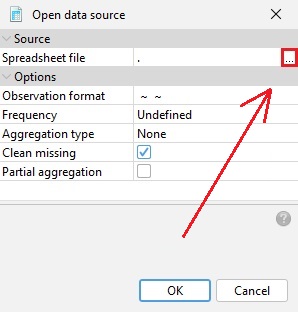 Open data source
Source
Spreadsheet file .
...
Options
Observation format ~ ~
Frequency Undefined
Aggregation type None
Clean missing
Partial aggregation
?
OK Cancel